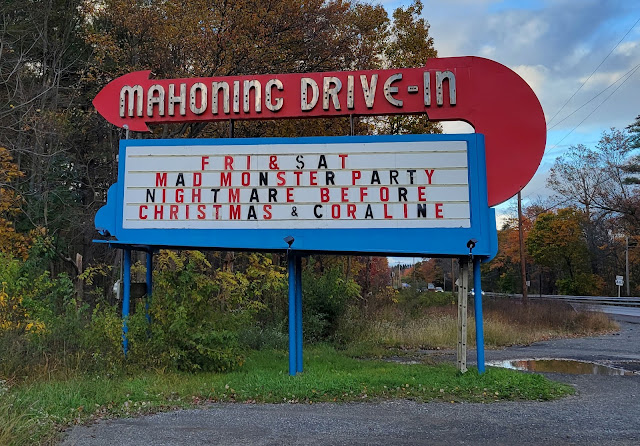 MAHONING DRIVE-IN
FRI & SAT
MAD MONSTER PARTY
NIGHTMARE BEFORE
CHRISTMAS & CORALINE